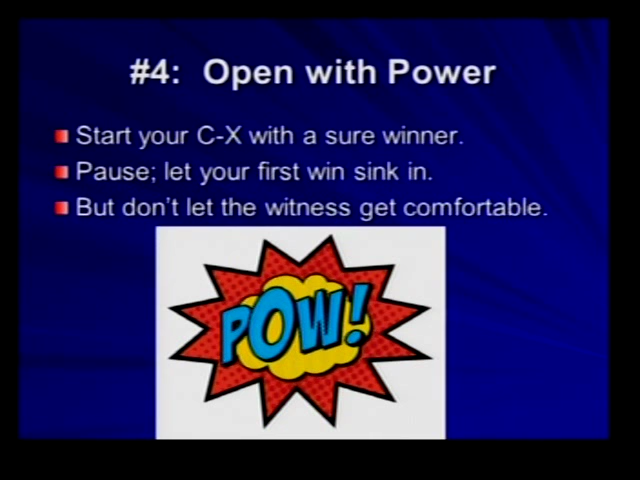 #4: Open with Power
Start your C-X with a sure winner.
Pause; let your first win sink in.
But don't let the witness get comfortable.
POW!